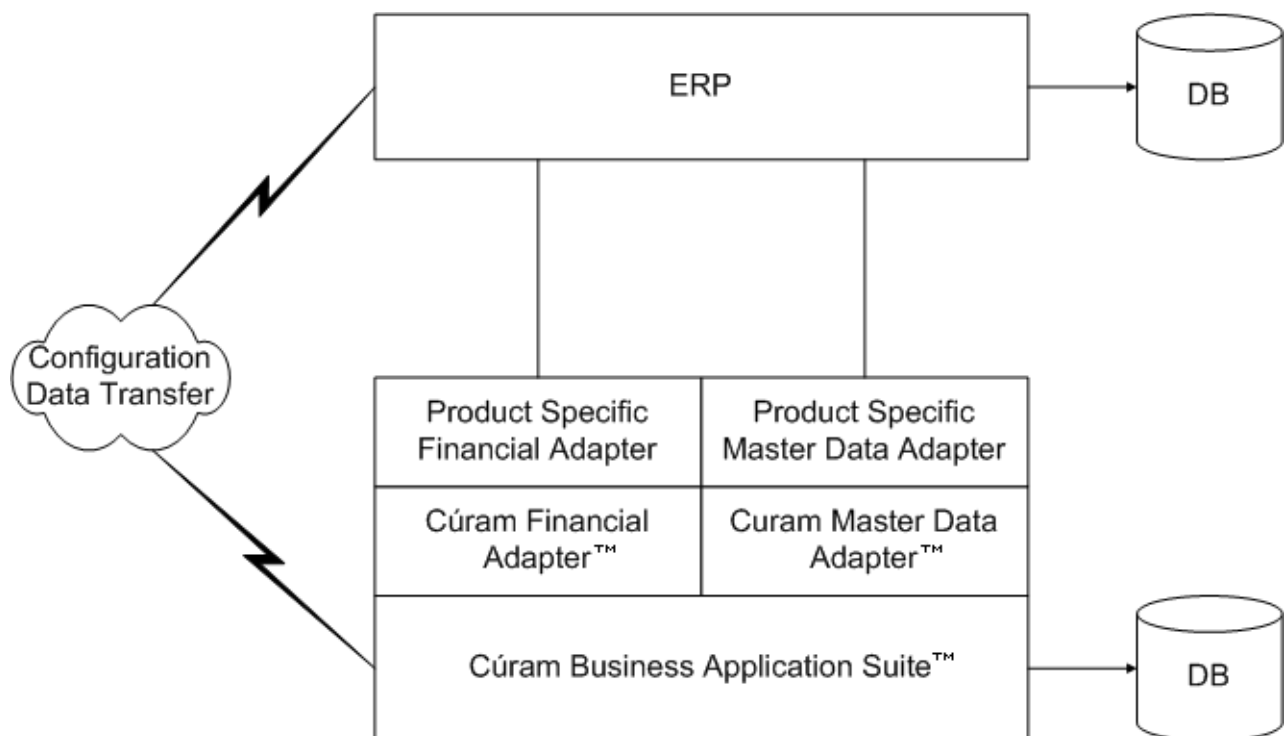 ERP
DB
Configuration
Data Transfer
Product Specific
Financial Adapter
Product Specific
Master Data Adapter
Cúram Financial
Adapter™
Curam Master Data
Adapter™
Cúram Business Application Suite™
DB